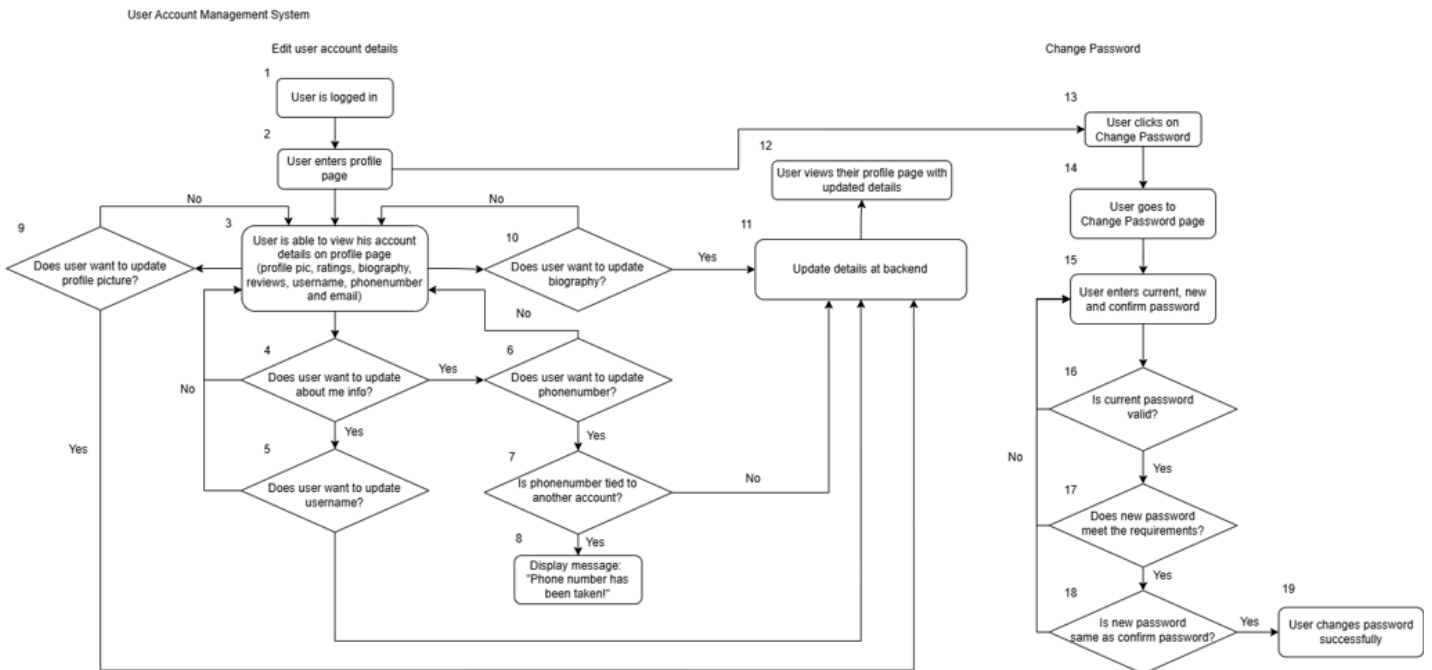 User Account Management System
Edit user account details
Change Password
1
User is logged in
2
User enters profile
page
13
User clicks on
Change Password
12
User views their profile page with
updated details
14
User goes to
Change Password page
No
No
9
Does user want to update
profile picture?
3
User is able to view his account
details on profile page
(profile pic, ratings, biography,
reviews, username, phonenumber
and email)
10
Does user want to update
biography?
Yes
11
Update details at backend
15
User enters current, new
and confirm password
No
4
Does user want to update
about me info?
Yes
6
Does user want to update
phonenumber?
No
16
Is current password
valid?
Yes
Yes
Yes
5
Does user want to update
username?
7
Is phonenumber tied to
another account?
No
Yes
8
Display message:
"Phone number has
been taken!"
No
Yes
17
Does new password
meet the requirements?
Yes
18
Is new password
same as confirm password?
Yes
19
User changes password
successfully